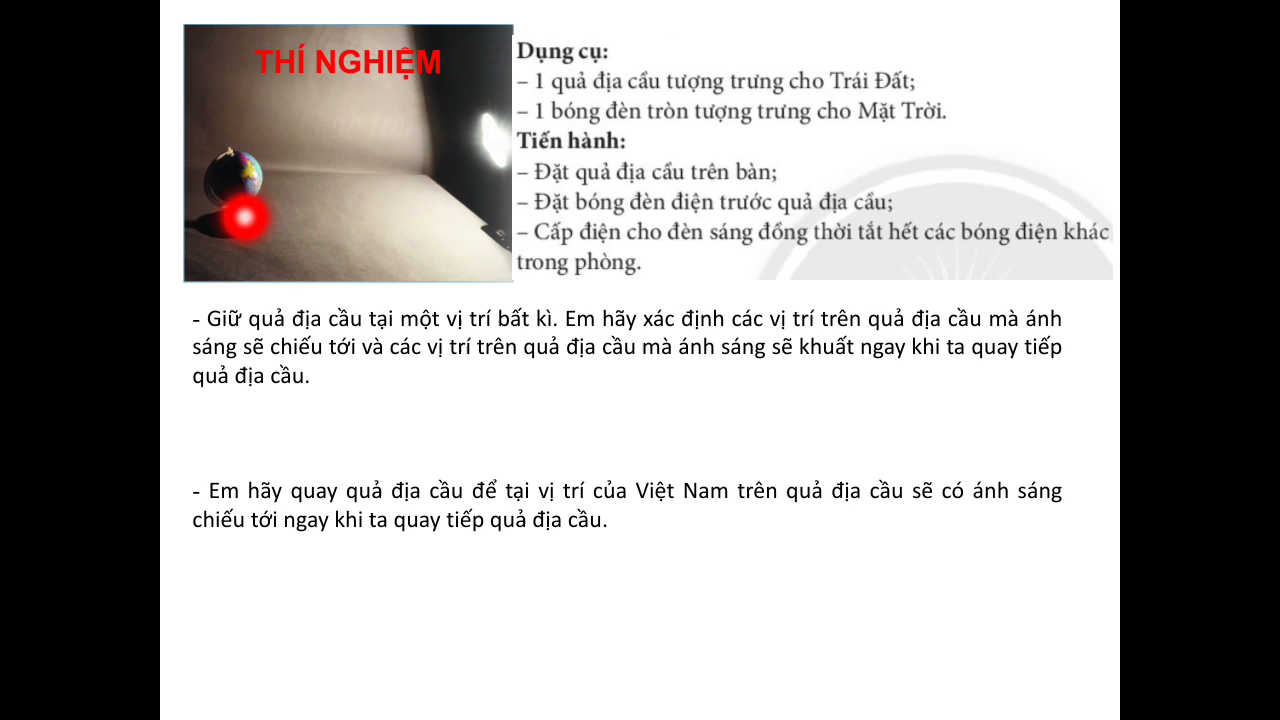 THÍ NGHIỆM
Dụng cụ:
– 1 quả địa cầu tượng trưng cho Trái Đất;
– 1 bóng đèn tròn tượng trưng cho Mặt Trời.
Tiến hành:
– Đặt quả địa cầu trên bàn;
– Đặt bóng đèn điện trước quả địa cầu;
– Cấp điện cho đèn sáng đồng thời tắt hết các bóng điện khác
trong phòng.
- Giữ quả địa cầu tại một vị trí bất kì. Em hãy xác định các vị trí trên quả địa cầu mà ánh
sáng sẽ chiếu tới và các vị trí trên quả địa cầu mà ánh sáng sẽ khuất ngay khi ta quay tiếp
quả địa cầu.
- Em hãy quay quả địa cầu để tại vị trí của Việt Nam trên quả địa cầu sẽ có ánh sáng
chiếu tới ngay khi ta quay tiếp quả địa cầu.